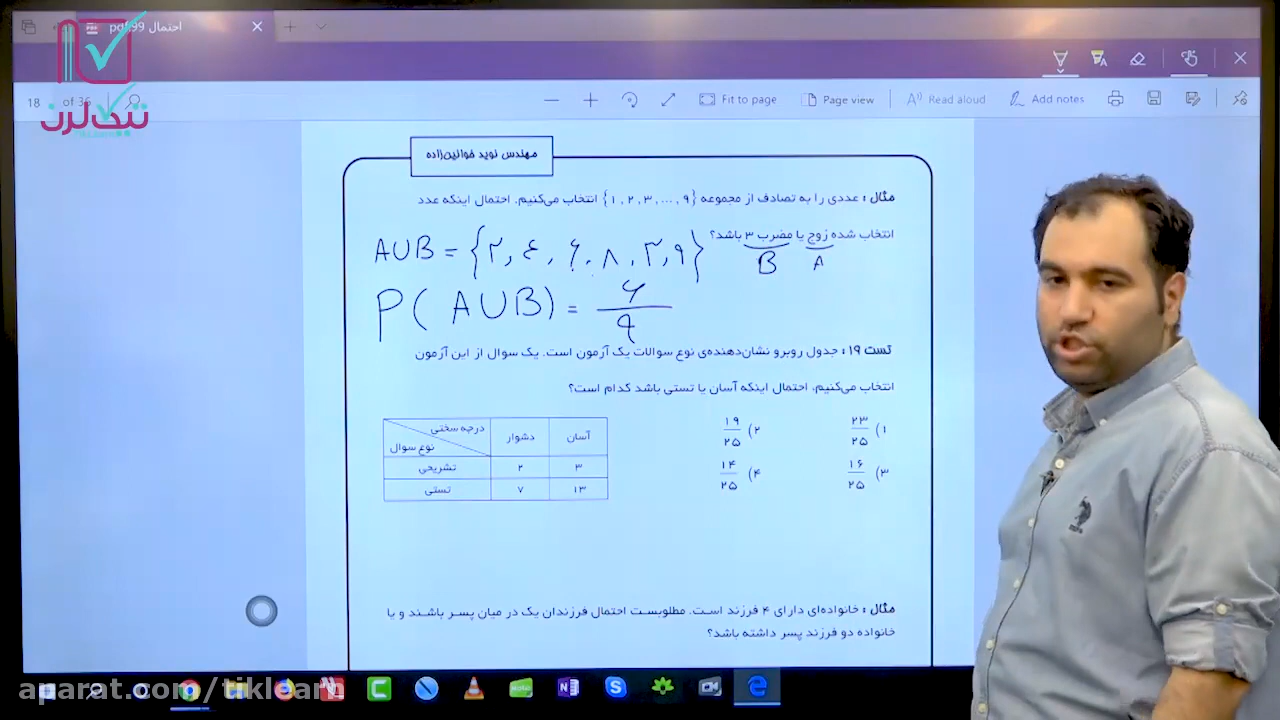 احتمال 99.pdf
18 of 36
Fit to page
Page view
Read aloud
Add notes
تیک‌لرن
مهندس نوید خوانین‌زاده
مثال : عددی را به تصادف از مجموعه {۱ , ۲ , ۳ , ... , ۹} انتخاب می‌کنیم. احتمال اینکه عدد
انتخاب شده زوج یا مضرب ۳ باشد؟
B A
AUB = {۲, ٤, ۶, ۸, ۳, ۹}
P(AUB) = ۶/۹
تست ۱۹ : جدول روبرو نشان‌دهنده‌ی نوع سوالات یک آزمون است. یک سوال از این آزمون
انتخاب می‌کنیم، احتمال اینکه آسان یا تستی باشد کدام است؟
۱) ۲۳/۲۵ ۲) ۱۹/۲۵
۳) ۱۶/۲۵ ۴) ۱۴/۲۵
درجه سختی
نوع سوال
آسان دشوار
تشریحی ۲ ۳
تستی ۷ ۱۳
مثال : خانواده‌ای دارای ۴ فرزند است. مطلوبست احتمال فرزندان یک در میان پسر باشند و یا
خانواده دو فرزند پسر داشته باشد؟
aparat.com/tiklearn